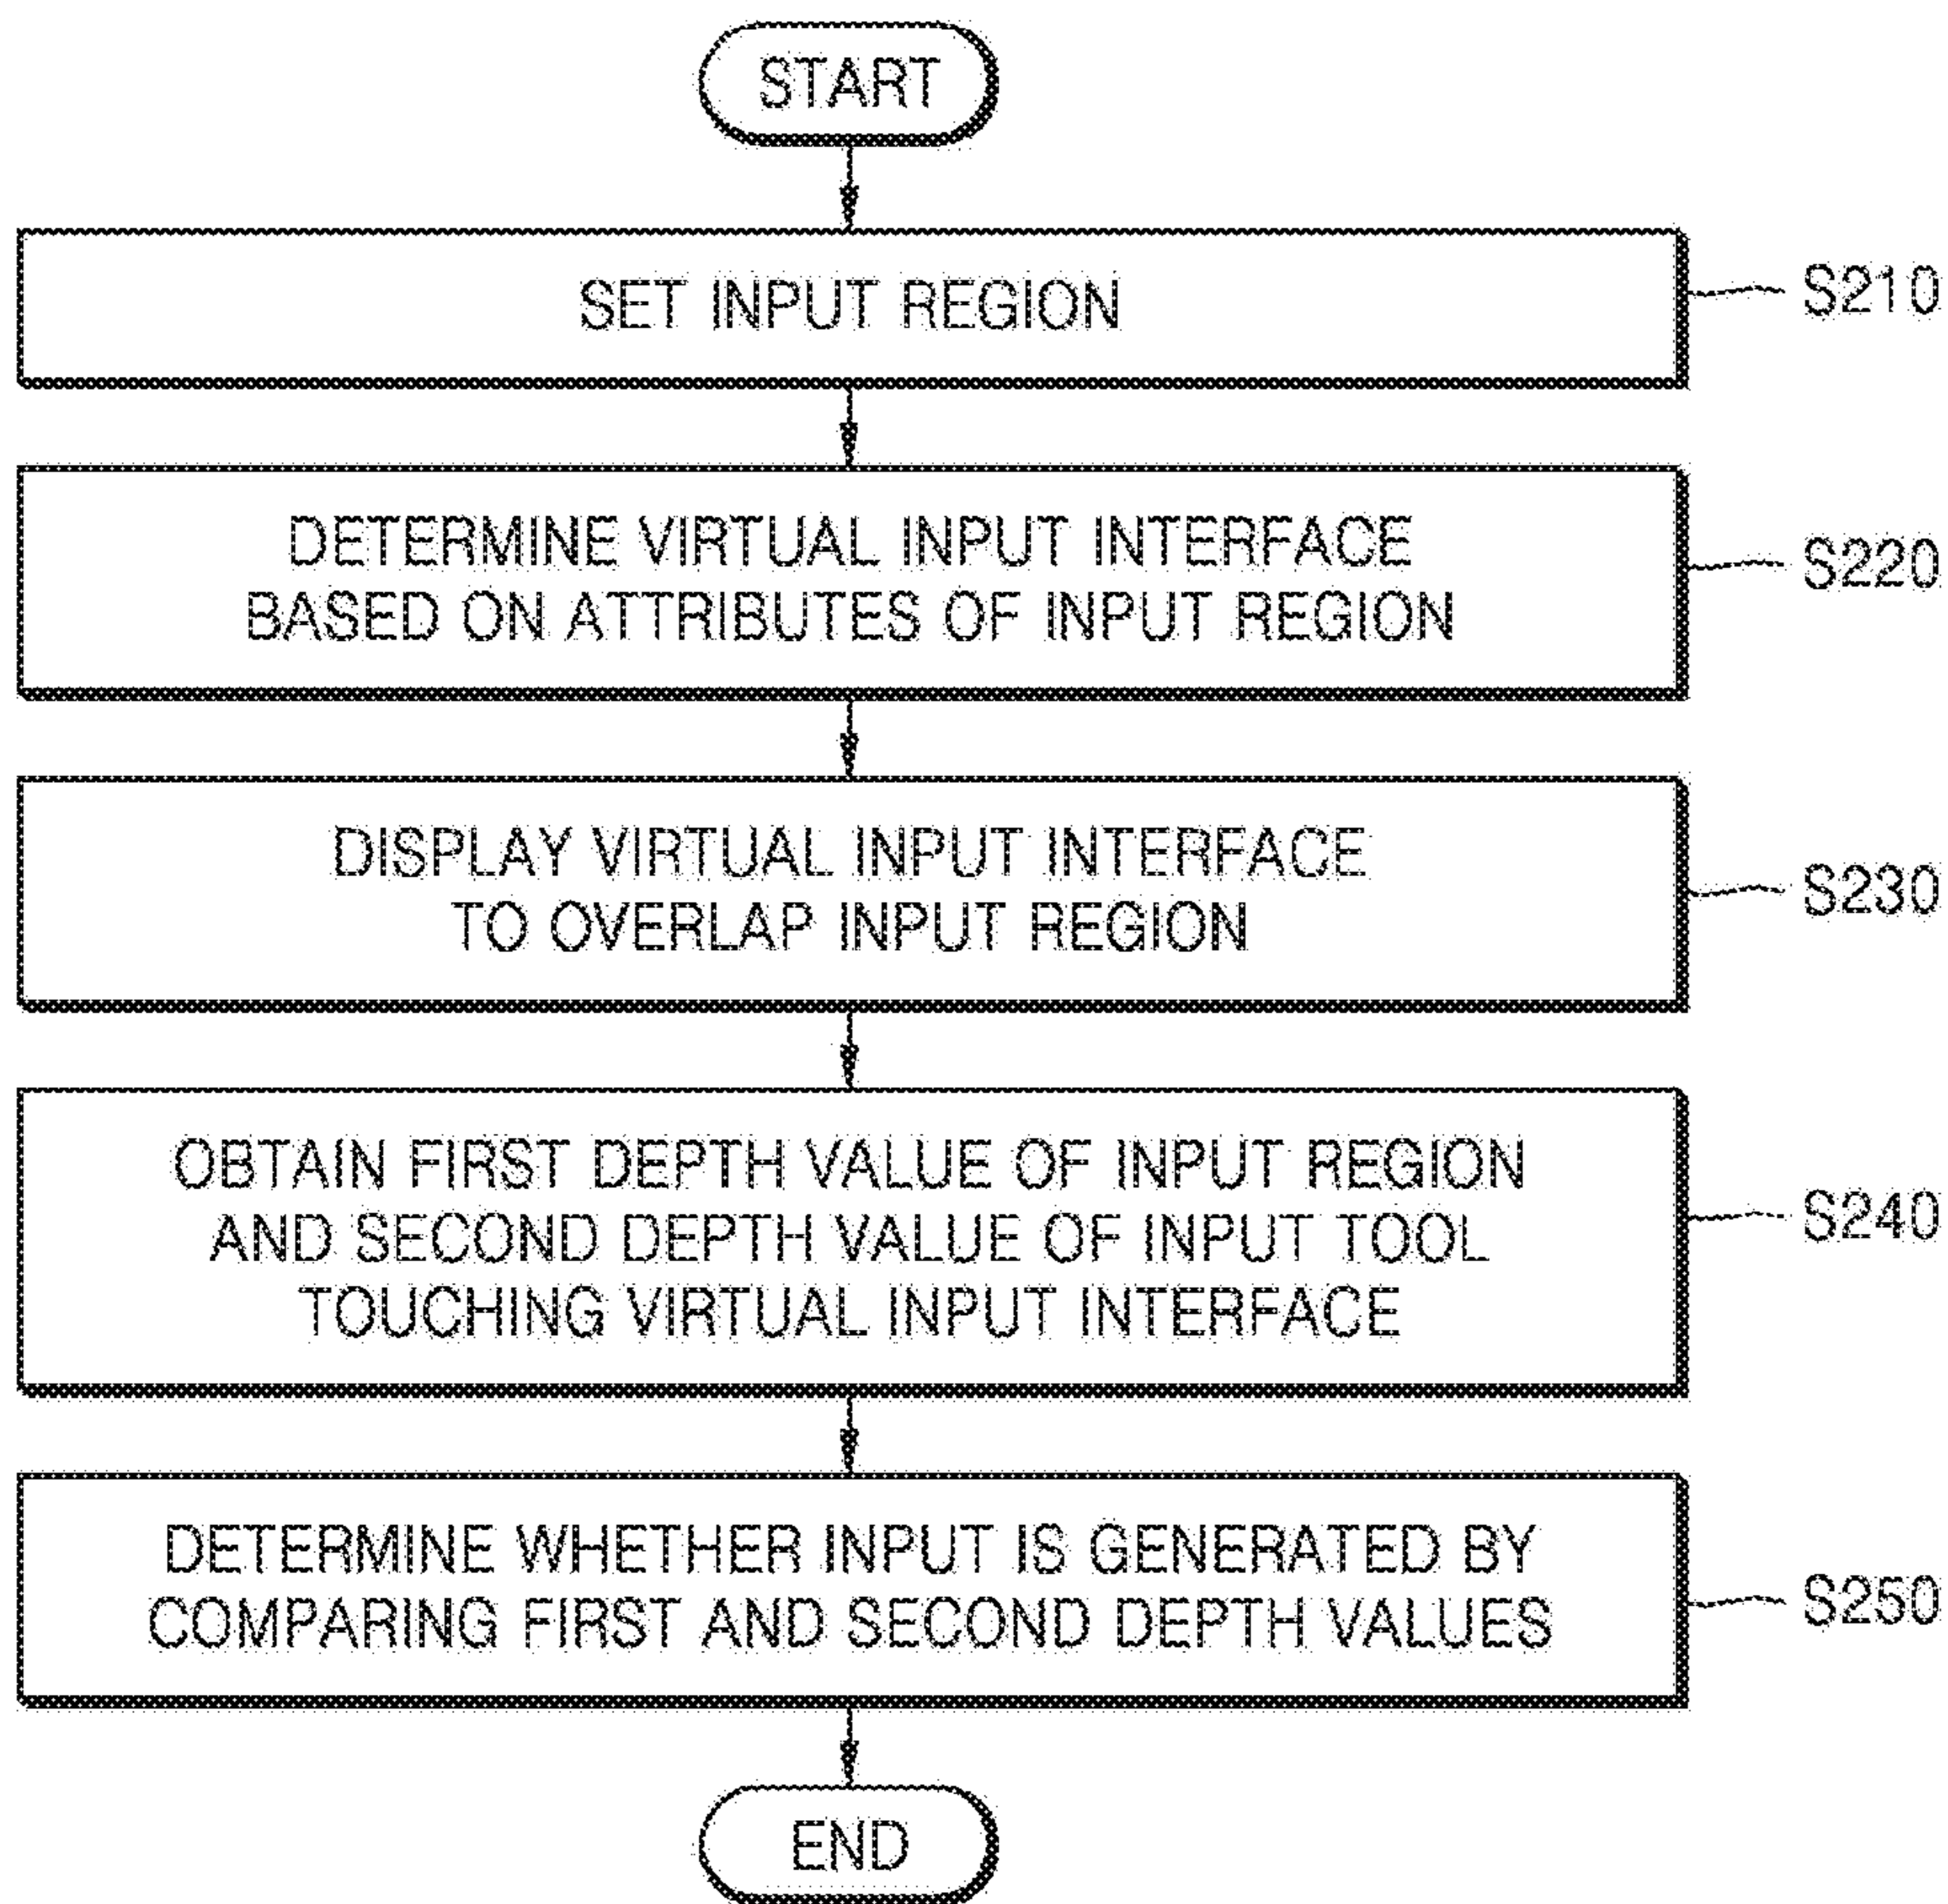 START
SET INPUT REGION
S210
DETERMINE VIRTUAL INPUT INTERFACE
BASED ON ATTRIBUTES OF INPUT REGION
S220
DISPLAY VIRTUAL INPUT INTERFACE
TO OVERLAP INPUT REGION
S230
OBTAIN FIRST DEPTH VALUE OF INPUT REGION
AND SECOND DEPTH VALUE OF INPUT TOOL
TOUCHING VIRTUAL INPUT INTERFACE
S240
DETERMINE WHETHER INPUT IS GENERATED BY
COMPARING FIRST AND SECOND DEPTH VALUES
S250
END